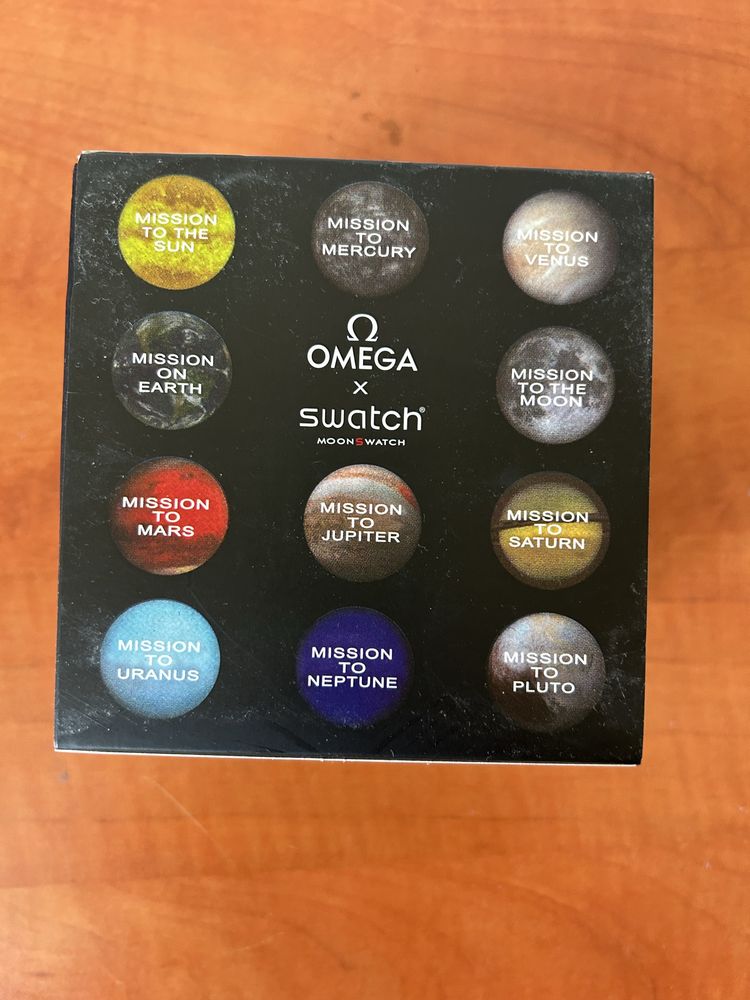 MISSION
TO THE
SUN
MISSION
TO
MERCURY
MISSION
TO
VENUS
MISSION
ON
EARTH
Ω
OMEGA
X
swatch®
MOONSWATCH
MISSION
TO THE
MOON
MISSION
TO
MARS
MISSION
TO
JUPITER
MISSION
TO
SATURN
MISSION
TO
URANUS
MISSION
TO
NEPTUNE
MISSION
TO
PLUTO